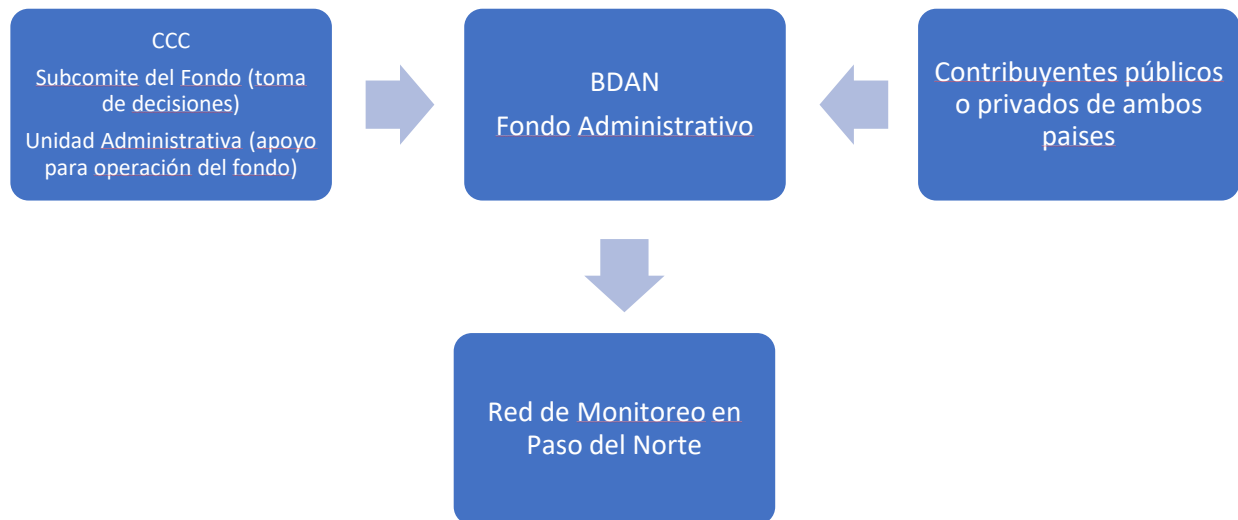 CCC
Subcomite del Fondo (toma
de decisiones)
Unidad Administrativa (apoyo
para operación del fondo)
BDAN
Fondo Administrativo
Contribuyentes públicos
o privados de ambos
paises
Red de Monitoreo en
Paso del Norte